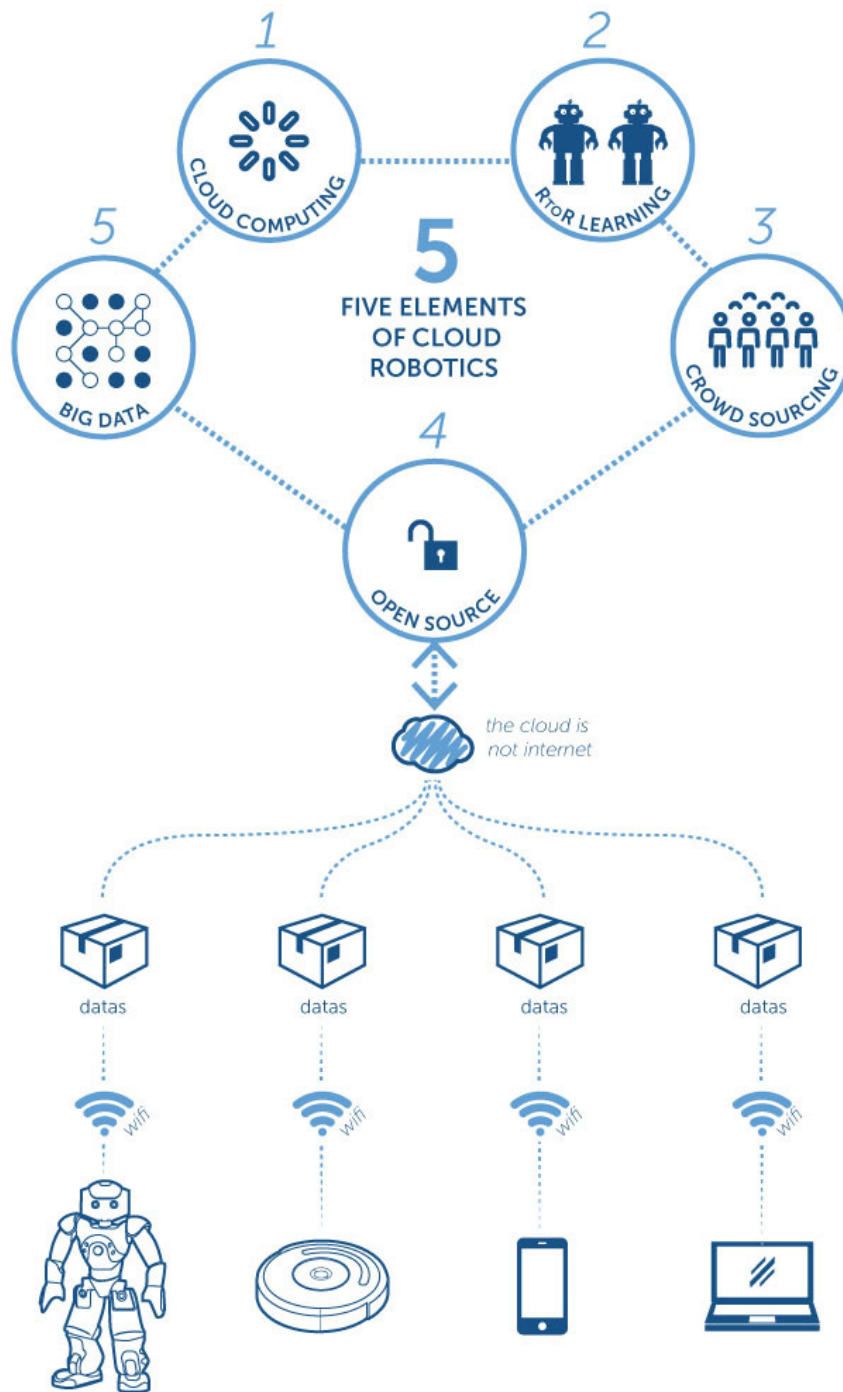 1
2
CLOUD COMPUTING
RTOR LEARNING
5
3
5
FIVE ELEMENTS
OF CLOUD
ROBOTICS
BIG DATA
CROWD SOURCING
4
OPEN SOURCE
the cloud is
not internet
datas
datas
datas
datas
wifi
wifi
wifi
wifi